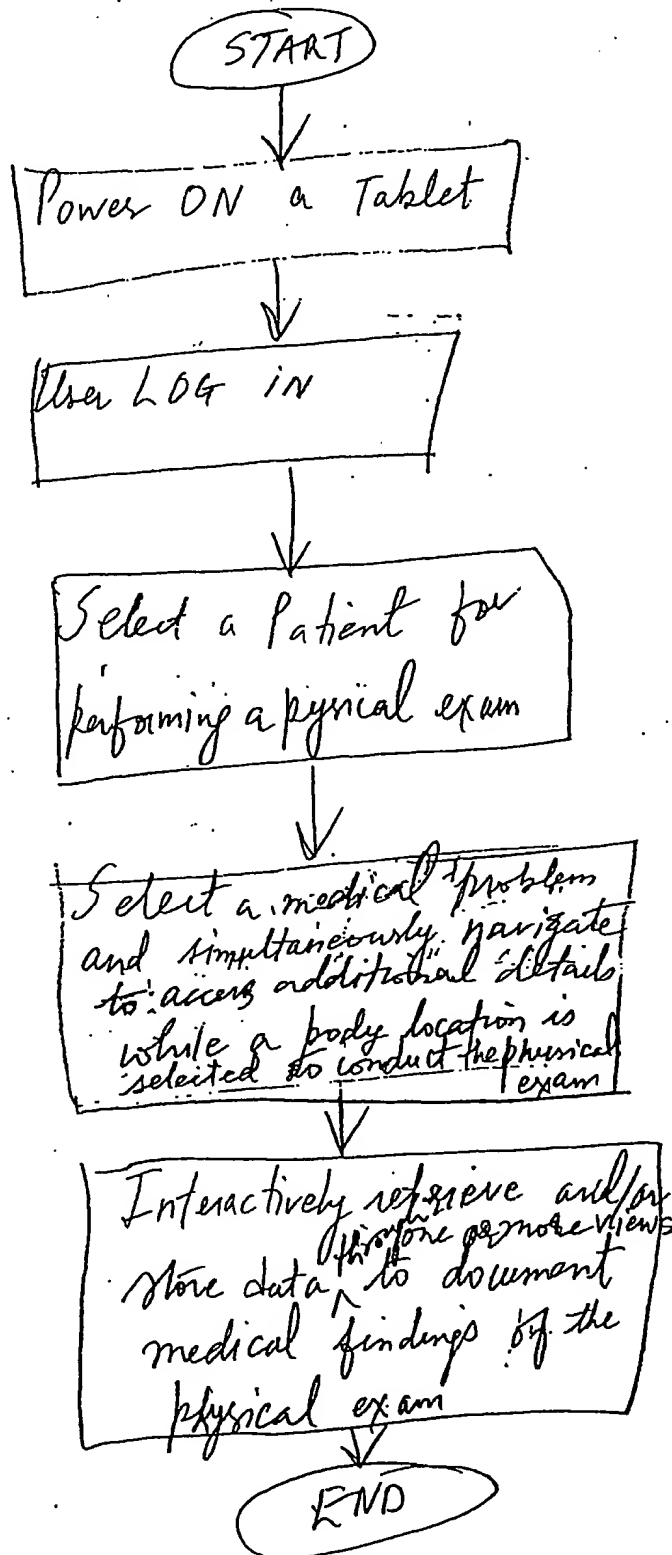 START
Power ON a Tablet
User LOG iN
Select a Patient for
performing a pysical exam
Select a medical problem
and simultaneously navigate
to access additional details
while a body location is
selected to conduct the physical
exam
Interactively retrieve and/or
through one or more views
store data ^ to document
medical findings of the
physical exam
END